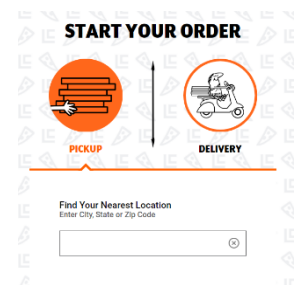 START YOUR ORDER
PICKUP
DELIVERY
Find Your Nearest Location
Enter City, State or Zip Code